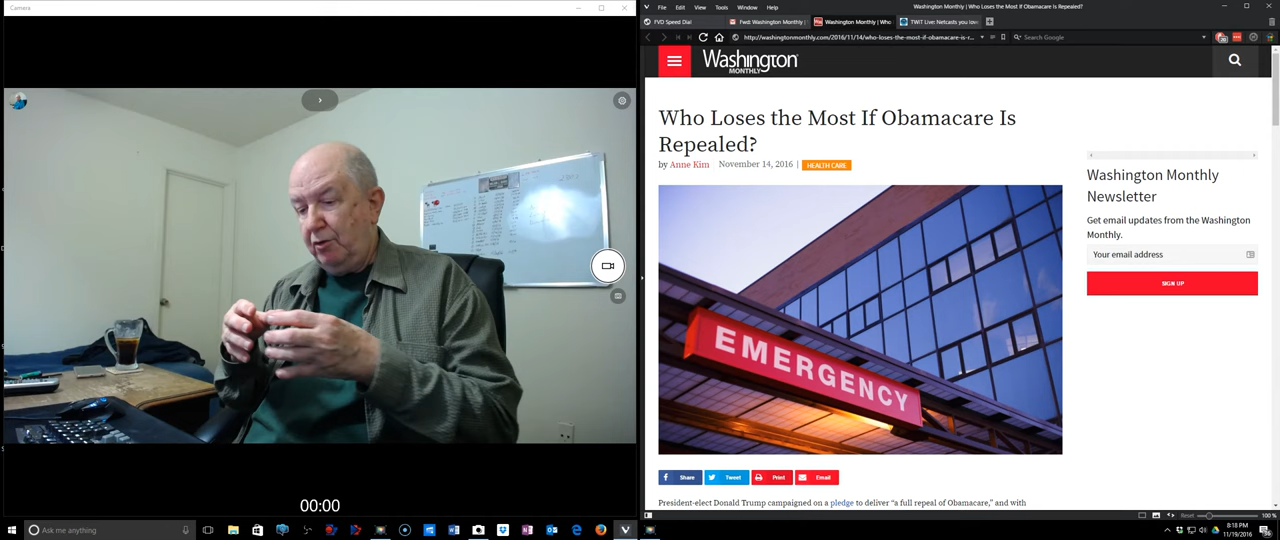 Camera
00:00
File Edit View Tools Window Help
Washington Monthly | Who Loses the Most If Obamacare Is Repealed?
FVD Speed Dial
Fwd: Washington Monthly |
Washington Monthly | Who
TWiT Live: Netcasts you lov
http://washingtonmonthly.com/2016/11/14/who-loses-the-most-if-obamacare-is-r...
Search Google
Washington
MONTHLY
Who Loses the Most If Obamacare Is
Repealed?
by Anne Kim November 14, 2016 | HEALTH CARE
EMERGENCY
Share Tweet Print Email
President-elect Donald Trump campaigned on a pledge to deliver “a full repeal of Obamacare,” and with
Washington Monthly
Newsletter
Get email updates from the Washington
Monthly.
Your email address
SIGN UP
Reset 100 %
Ask me anything
8:18 PM
11/19/2016